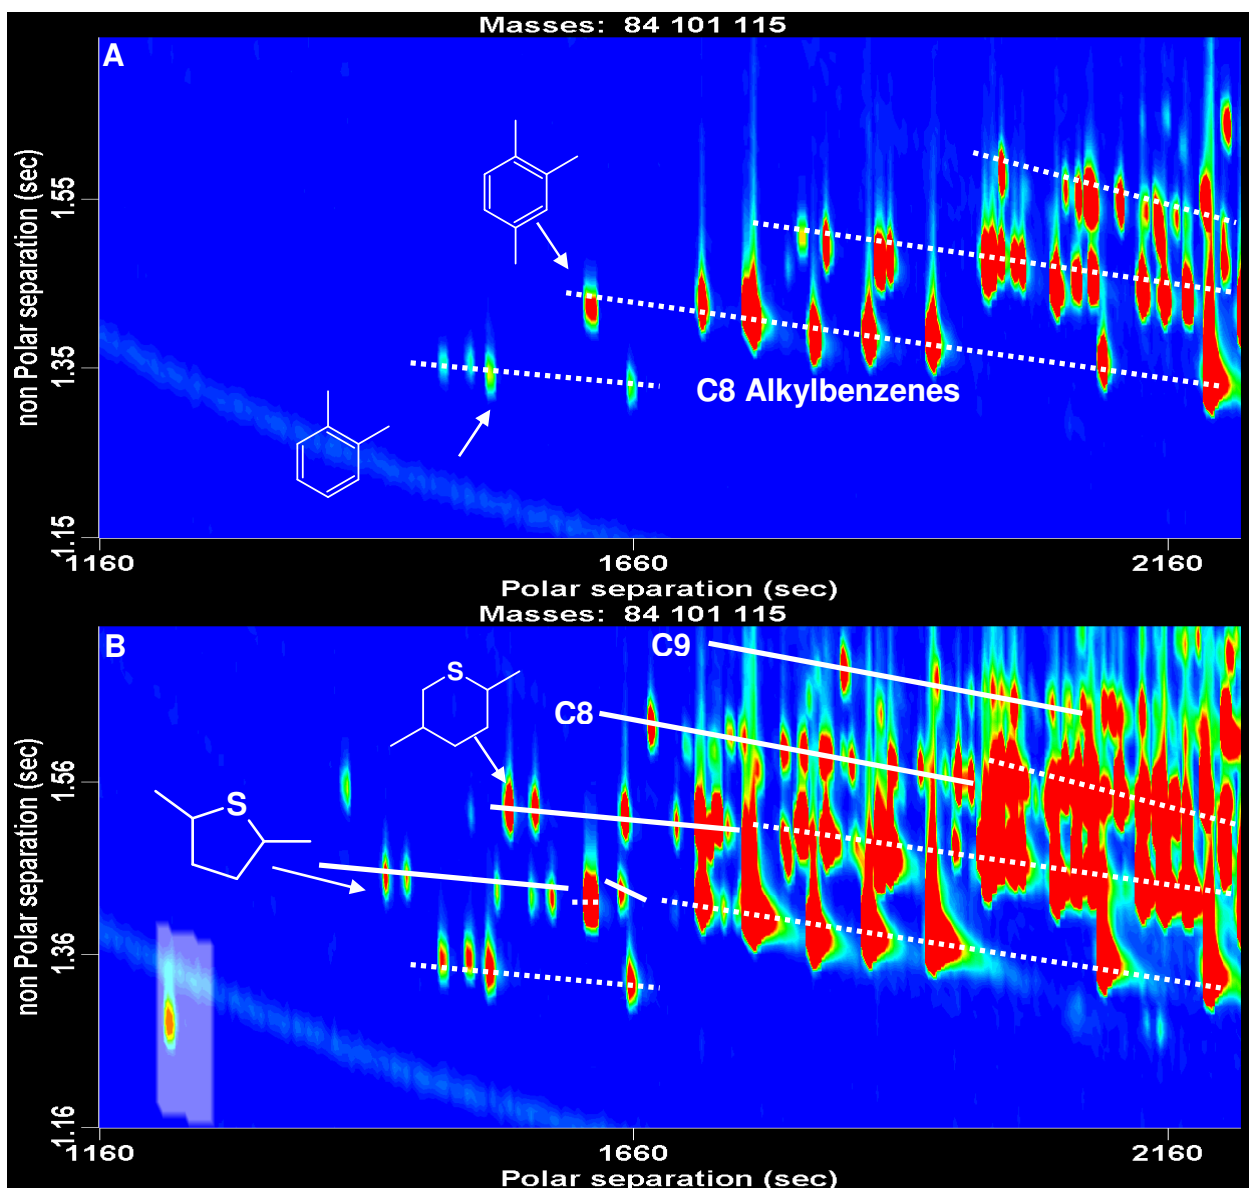 Masses: 84 101 115
A
non Polar separation (sec)
1.55
1.35
1.15
C8 Alkylbenzenes
1160
1660
2160
Polar separation (sec)
Masses: 84 101 115
B
C9
S
C8
S
non Polar separation (sec)
1.56
1.36
1.16
1160
1660
2160
Polar separation (sec)